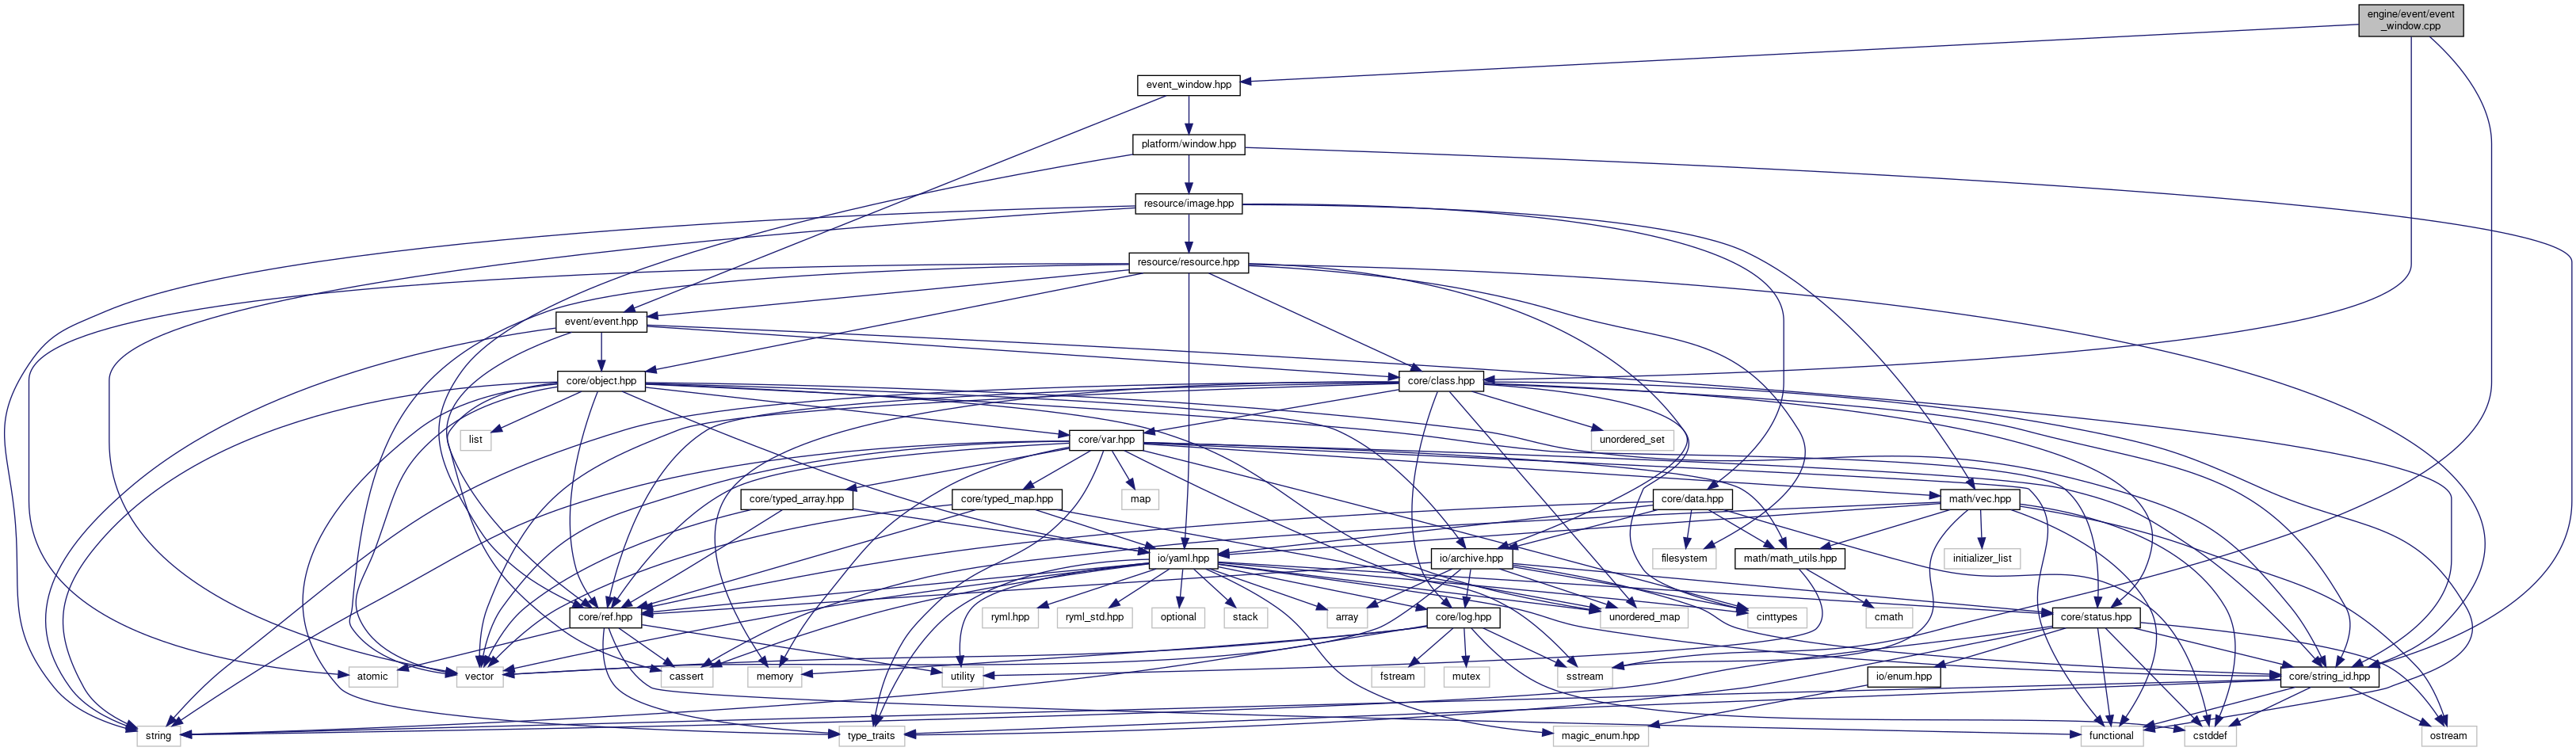 engine/event/event
_window.cpp
event_window.hpp
platform/window.hpp
resource/image.hpp
resource/resource.hpp
event/event.hpp
core/object.hpp
core/class.hpp
list
core/var.hpp
unordered_set
core/typed_array.hpp
core/typed_map.hpp
map
core/data.hpp
math/vec.hpp
io/yaml.hpp
io/archive.hpp
filesystem
math/math_utils.hpp
initializer_list
core/ref.hpp
ryml.hpp
ryml_std.hpp
optional
stack
array
core/log.hpp
unordered_map
cinttypes
cmath
core/status.hpp
atomic
vector
cassert
memory
utility
fstream
mutex
sstream
io/enum.hpp
core/string_id.hpp
string
type_traits
magic_enum.hpp
functional
cstddef
ostream